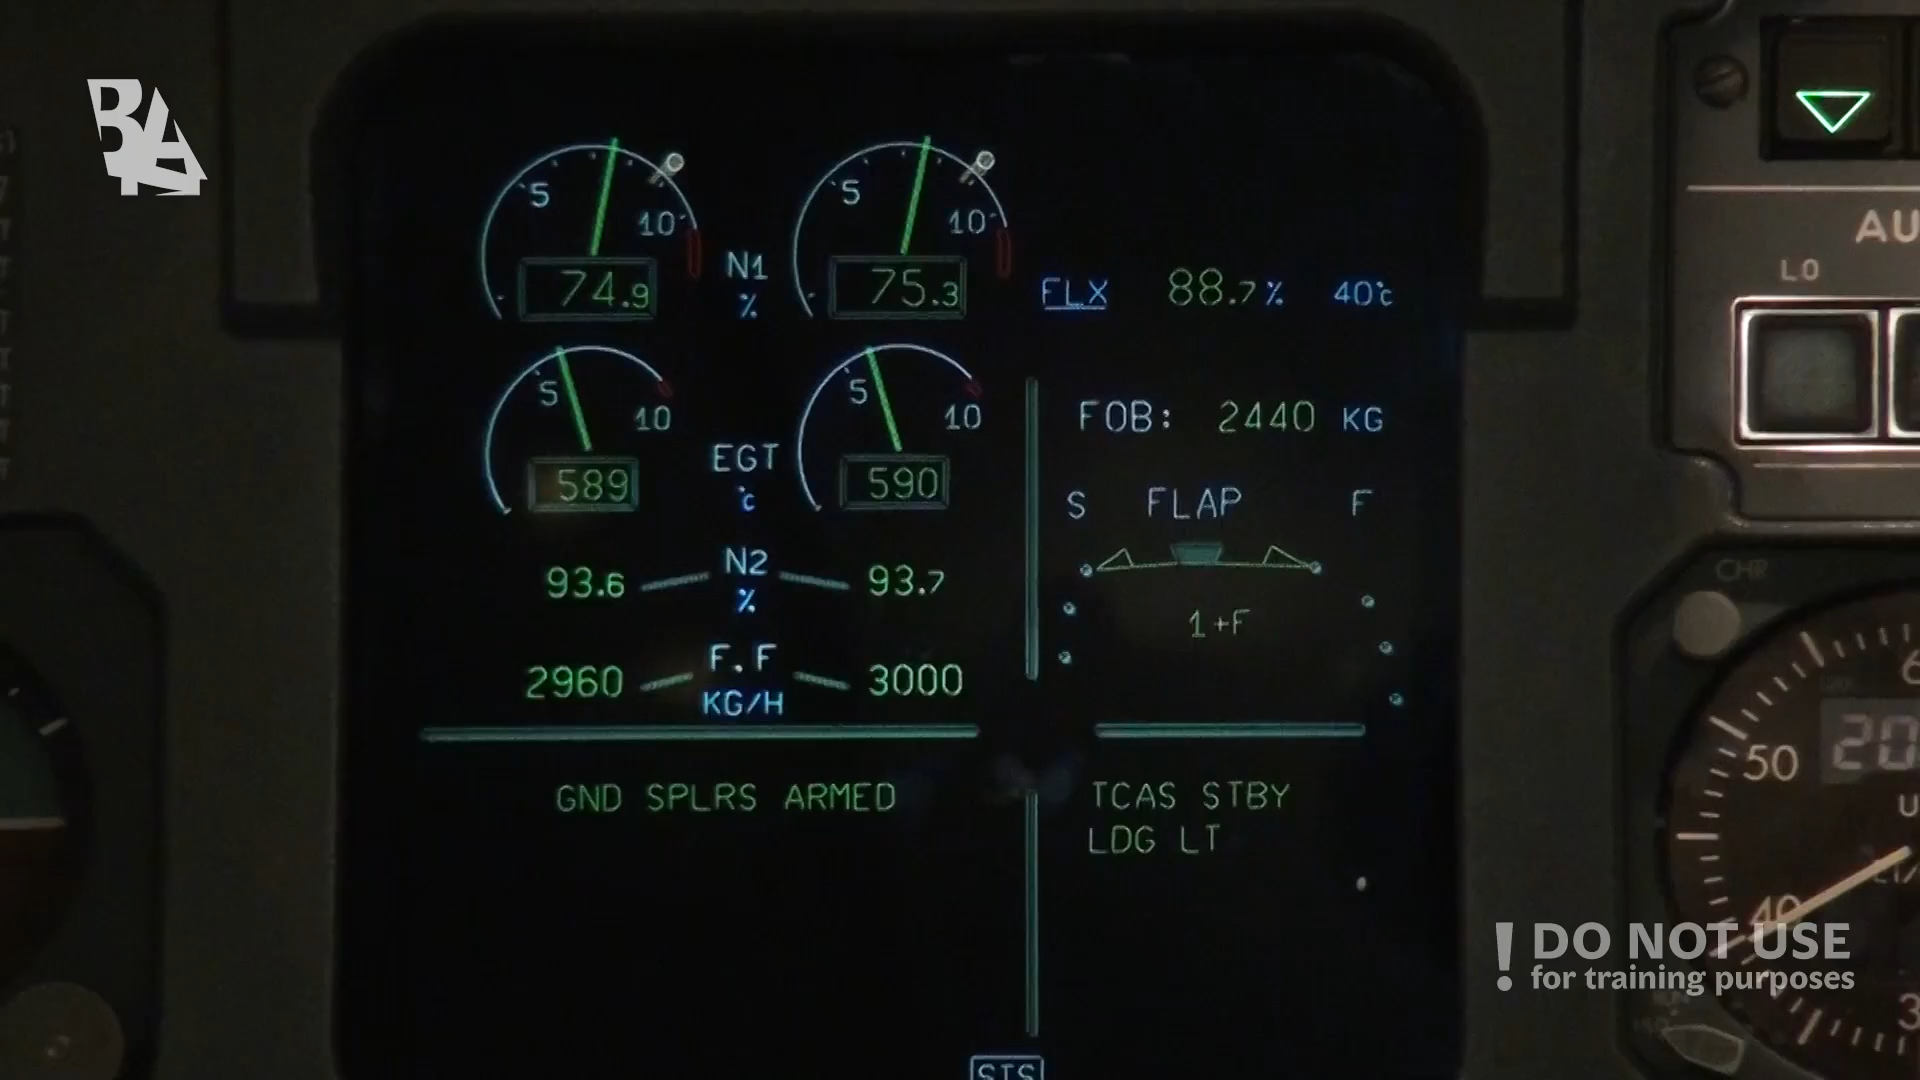 BAA
5 10
5 10
74.9 N1 75.3
% FLX 88.7% 40°C
5 10
5 10
FOB: 2440 KG
EGT
589 °C 590
S FLAP F
93.6 N2 93.7
%
1+F
2960 F.F 3000
KG/H
GND SPLRS ARMED
TCAS STBY
LDG LT
STS
AU
LO
CHR
50
20
40
! DO NOT USE
for training purposes